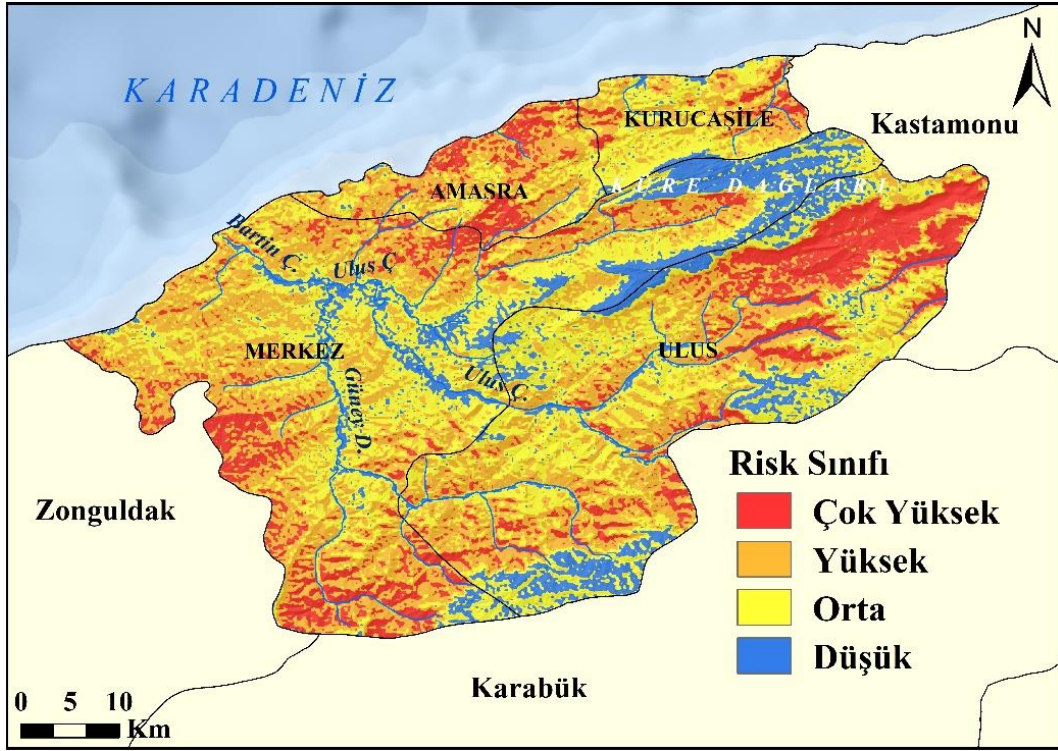 N
KARADENİZ
KURUCAŞİLE
Kastamonu
AMASRA
KÜRE DAĞLARI
Bartın Ç.
Ulus Ç
MERKEZ
ULUS
Güney D.
Ulus Ç.
Zonguldak
Karabük
Risk Sınıfı
Çok Yüksek
Yüksek
Orta
Düşük
0 5 10
Km